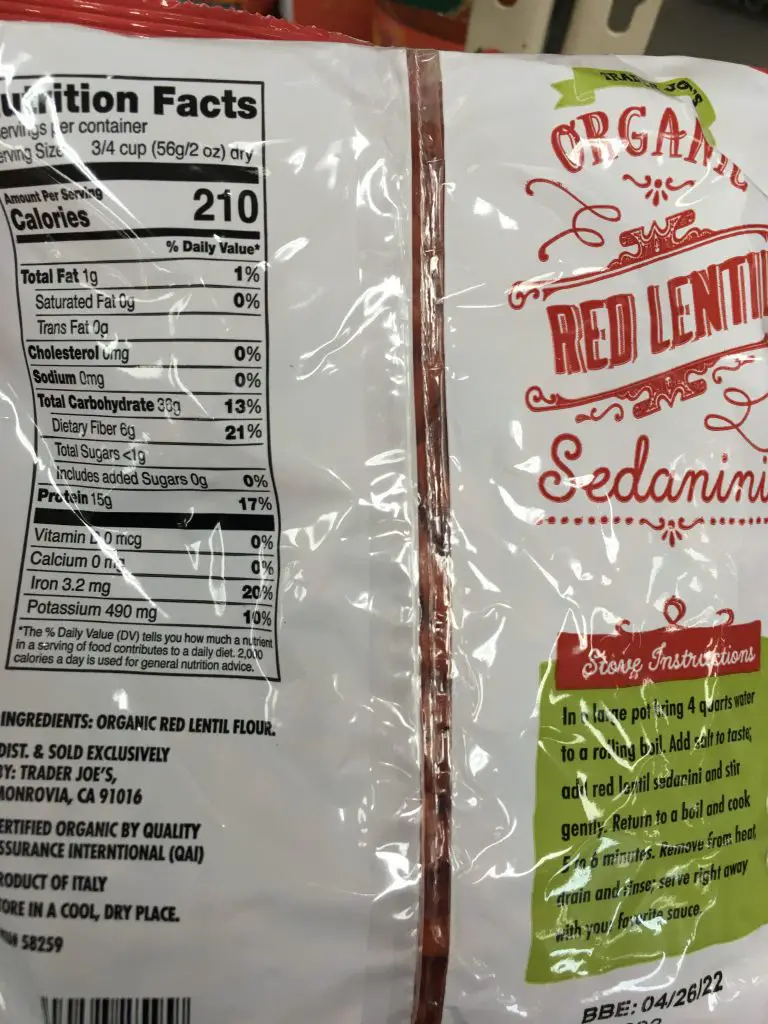 Nutrition Facts
servings per container
Serving Size 3/4 cup (56g/2 oz) dry
Amount Per Serving
Calories 210
% Daily Value*
Total Fat 1g 1%
Saturated Fat 0g 0%
Trans Fat 0g
Cholesterol 0mg 0%
Sodium 0mg 0%
Total Carbohydrate 36g 13%
Dietary Fiber 6g 21%
Total Sugars <1g
Includes added Sugars 0g 0%
Protein 15g 17%
Vitamin D 0 mcg 0%
Calcium 0 mg 0%
Iron 3.2 mg 20%
Potassium 490 mg 10%
*The % Daily Value (DV) tells you how much a nutrient
in a serving of food contributes to a daily diet. 2,000
calories a day is used for general nutrition advice.
INGREDIENTS: ORGANIC RED LENTIL FLOUR.
DIST. & SOLD EXCLUSIVELY
BY: TRADER JOE'S,
MONROVIA, CA 91016
CERTIFIED ORGANIC BY QUALITY
ASSURANCE INTERNTIONAL (QAI)
PRODUCT OF ITALY
STORE IN A COOL, DRY PLACE.
58259
TRADER JOE'S
ORGANIC
RED LENTIL
Sedanini
Stove Instructions
In a large pot bring 4 quarts water
to a rolling boil. Add salt to taste;
add red lentil sedanini and stir
gently. Return to a boil and cook
5 to 6 minutes. Remove from heat,
drain and rinse; serve right away
with your favorite sauce.
BBE: 04/26/22